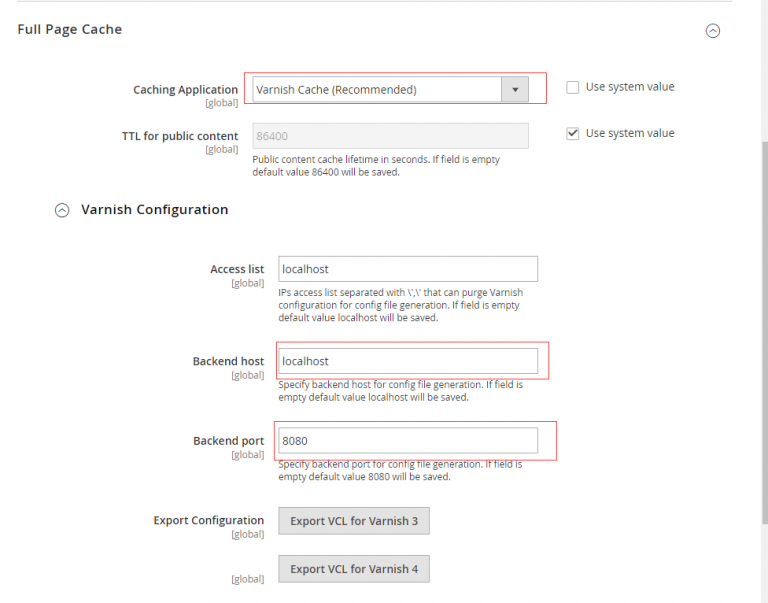 Full Page Cache
Caching Application
[global]
Varnish Cache (Recommended)
Use system value
TTL for public content
[global]
86400
Use system value
Public content cache lifetime in seconds. If field is empty
default value 86400 will be saved.
Varnish Configuration
Access list
[global]
localhost
IPs access list separated with \',\' that can purge Varnish
configuration for config file generation. If field is empty
default value localhost will be saved.
Backend host
[global]
localhost
Specify backend host for config file generation. If field is
empty default value localhost will be saved.
Backend port
[global]
8080
Specify backend port for config file generation. If field is
empty default value 8080 will be saved.
Export Configuration
[global]
Export VCL for Varnish 3
[global]
Export VCL for Varnish 4